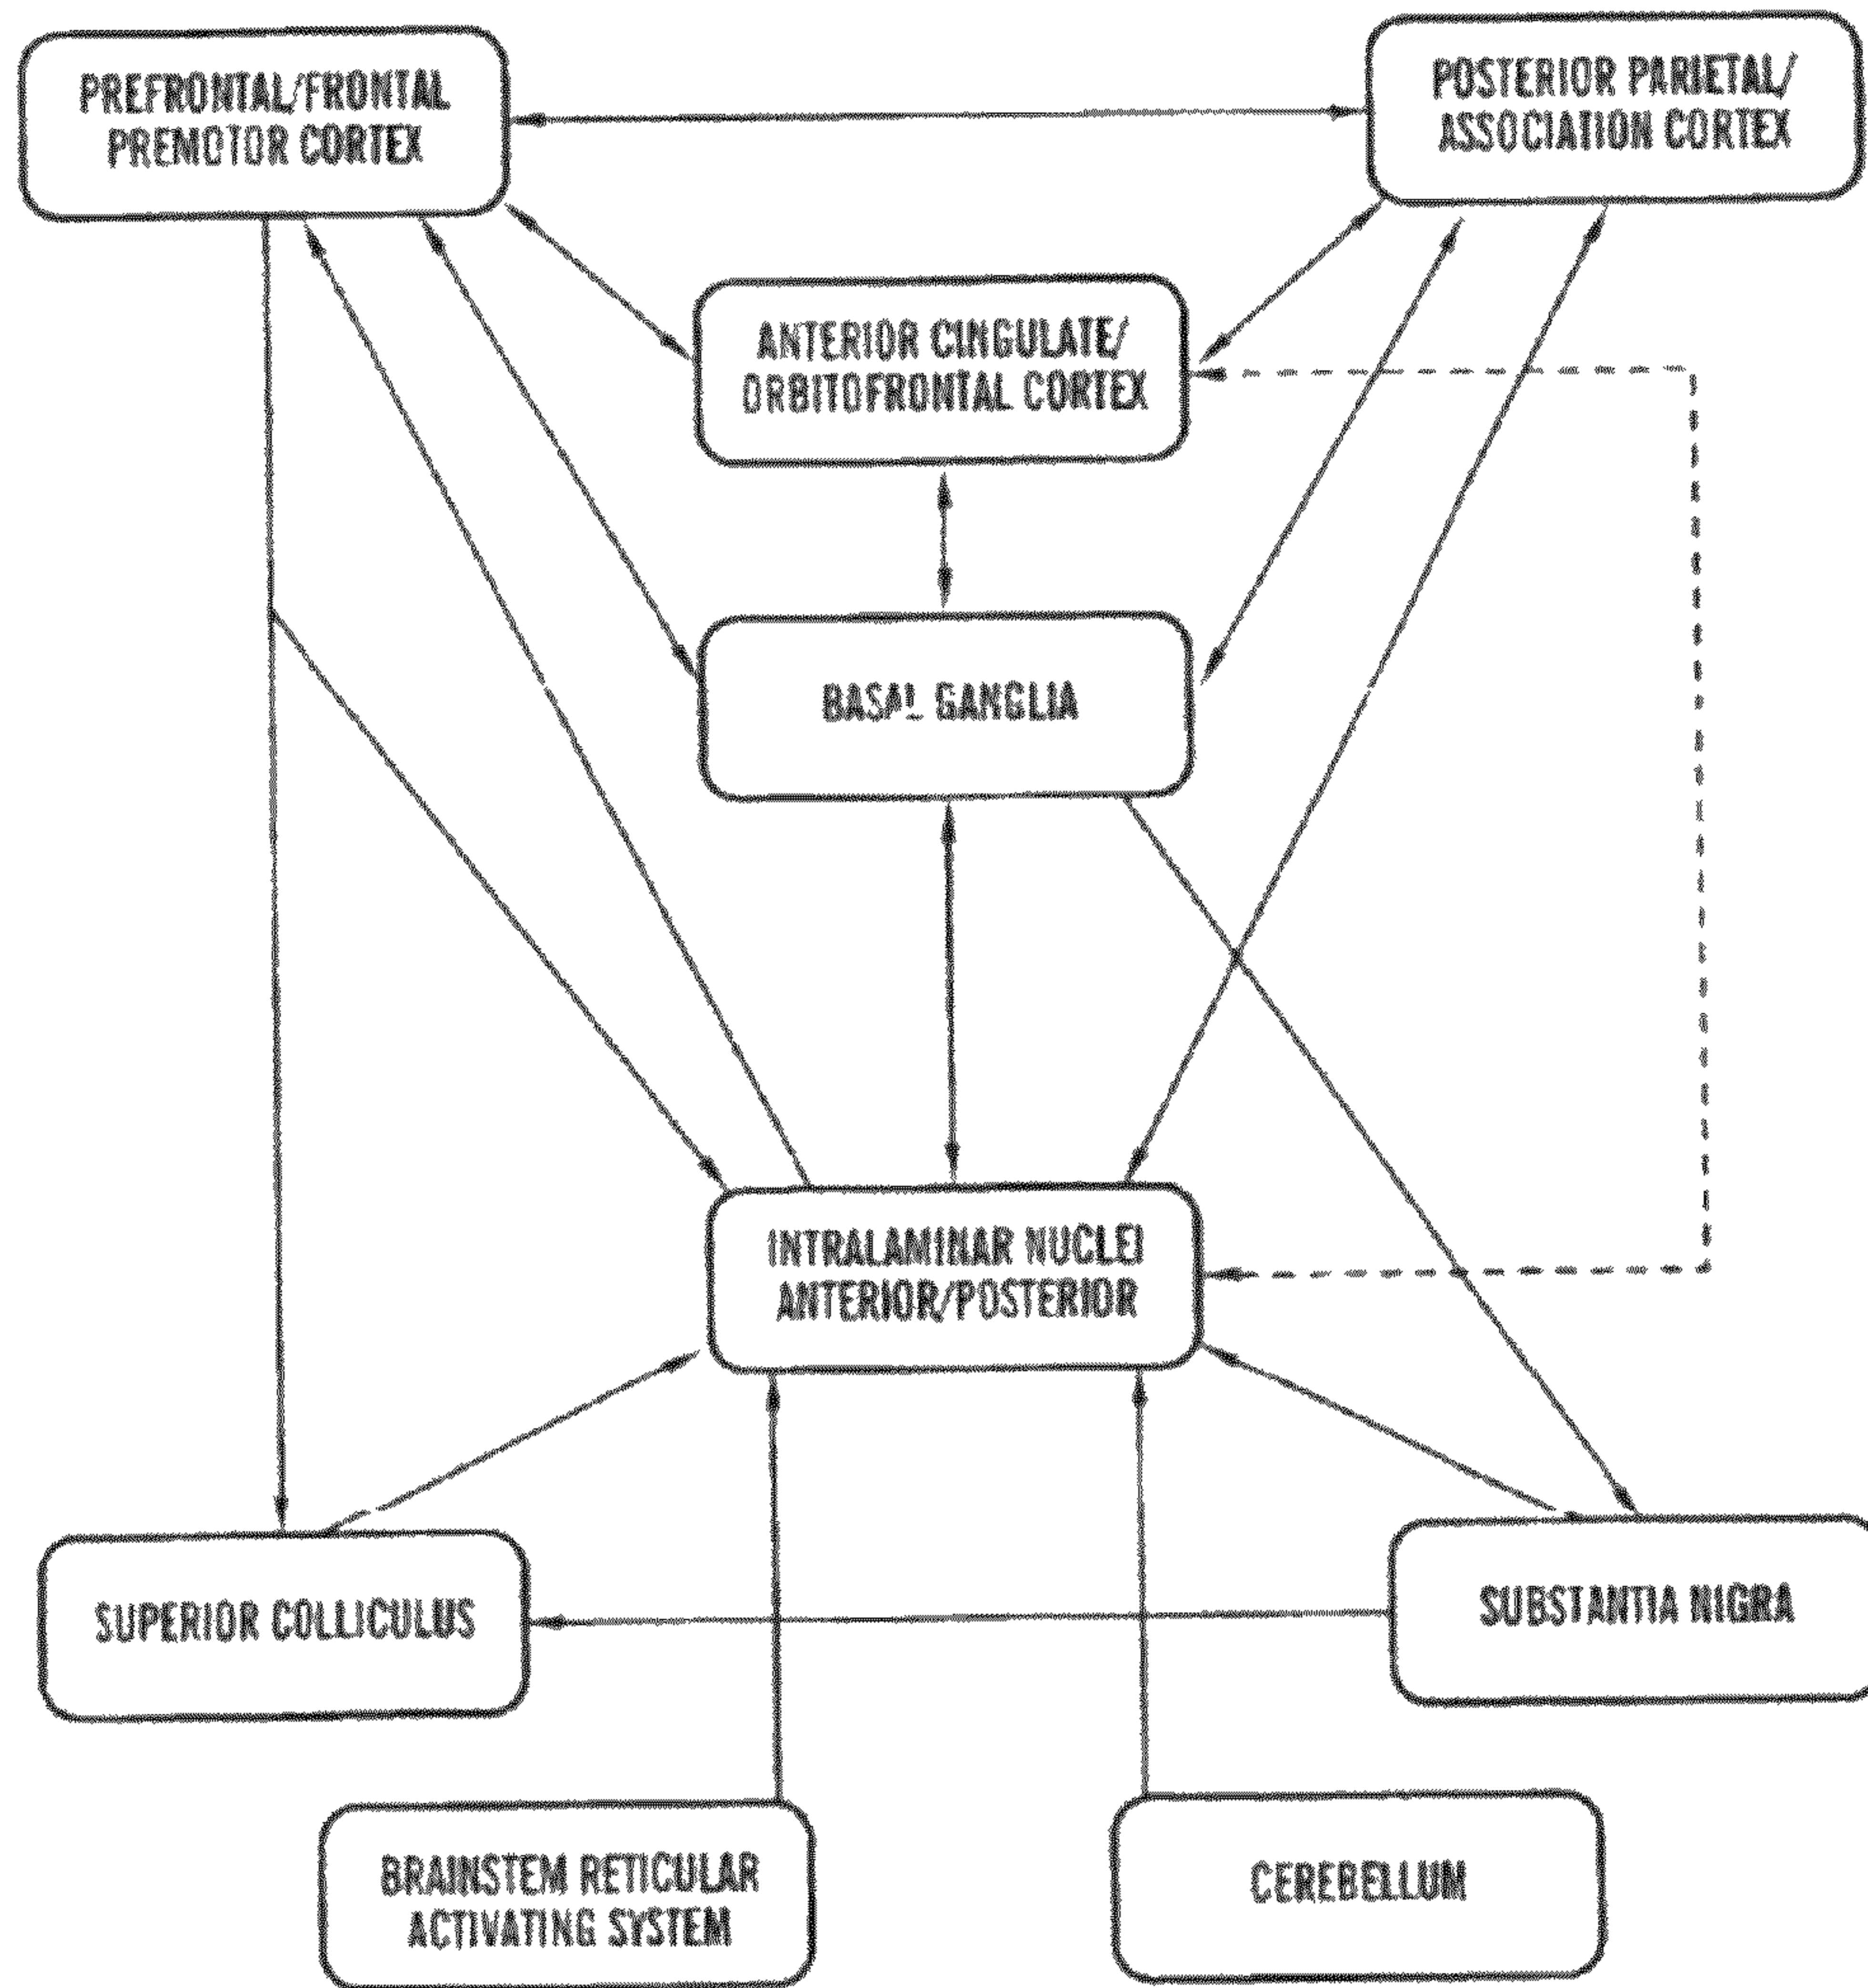 PREFRONTAL/FRONTAL
PREMOTOR CORTEX
POSTERIOR PARIETAL/
ASSOCIATION CORTEX
ANTERIOR CINGULATE/
ORBITOFRONTAL CORTEX
BASAL GANGLIA
INTRALAMINAR NUCLEI
ANTERIOR/POSTERIOR
SUPERIOR COLLICULUS
SUBSTANTIA NIGRA
BRAINSTEM RETICULAR
ACTIVATING SYSTEM
CEREBELLUM